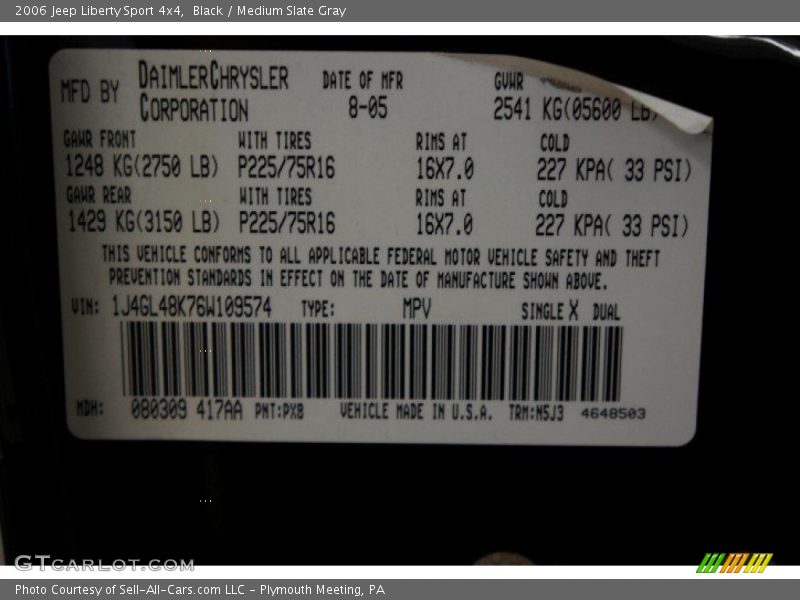 2006 Jeep Liberty Sport 4x4, Black / Medium Slate Gray
MFD BY DAIMLERCHRYSLER CORPORATION DATE OF MFR 8-05 GVWR 2541 KG(05600 LB)
GAWR FRONT WITH TIRES RIMS AT COLD
1248 KG(2750 LB) P225/75R16 16X7.0 227 KPA( 33 PSI)
GAWR REAR WITH TIRES RIMS AT COLD
1429 KG(3150 LB) P225/75R16 16X7.0 227 KPA( 33 PSI)
THIS VEHICLE CONFORMS TO ALL APPLICABLE FEDERAL MOTOR VEHICLE SAFETY AND THEFT
PREVENTION STANDARDS IN EFFECT ON THE DATE OF MANUFACTURE SHOWN ABOVE.
VIN: 1J4GL48K76W109574 TYPE: MPV SINGLE X DUAL
MDH: 080309 417AA PNT:PX8 VEHICLE MADE IN U.S.A. TRM:N5J3 4648503
GTCARLOT.COM
Photo Courtesy of Sell-All-Cars.com LLC - Plymouth Meeting, PA